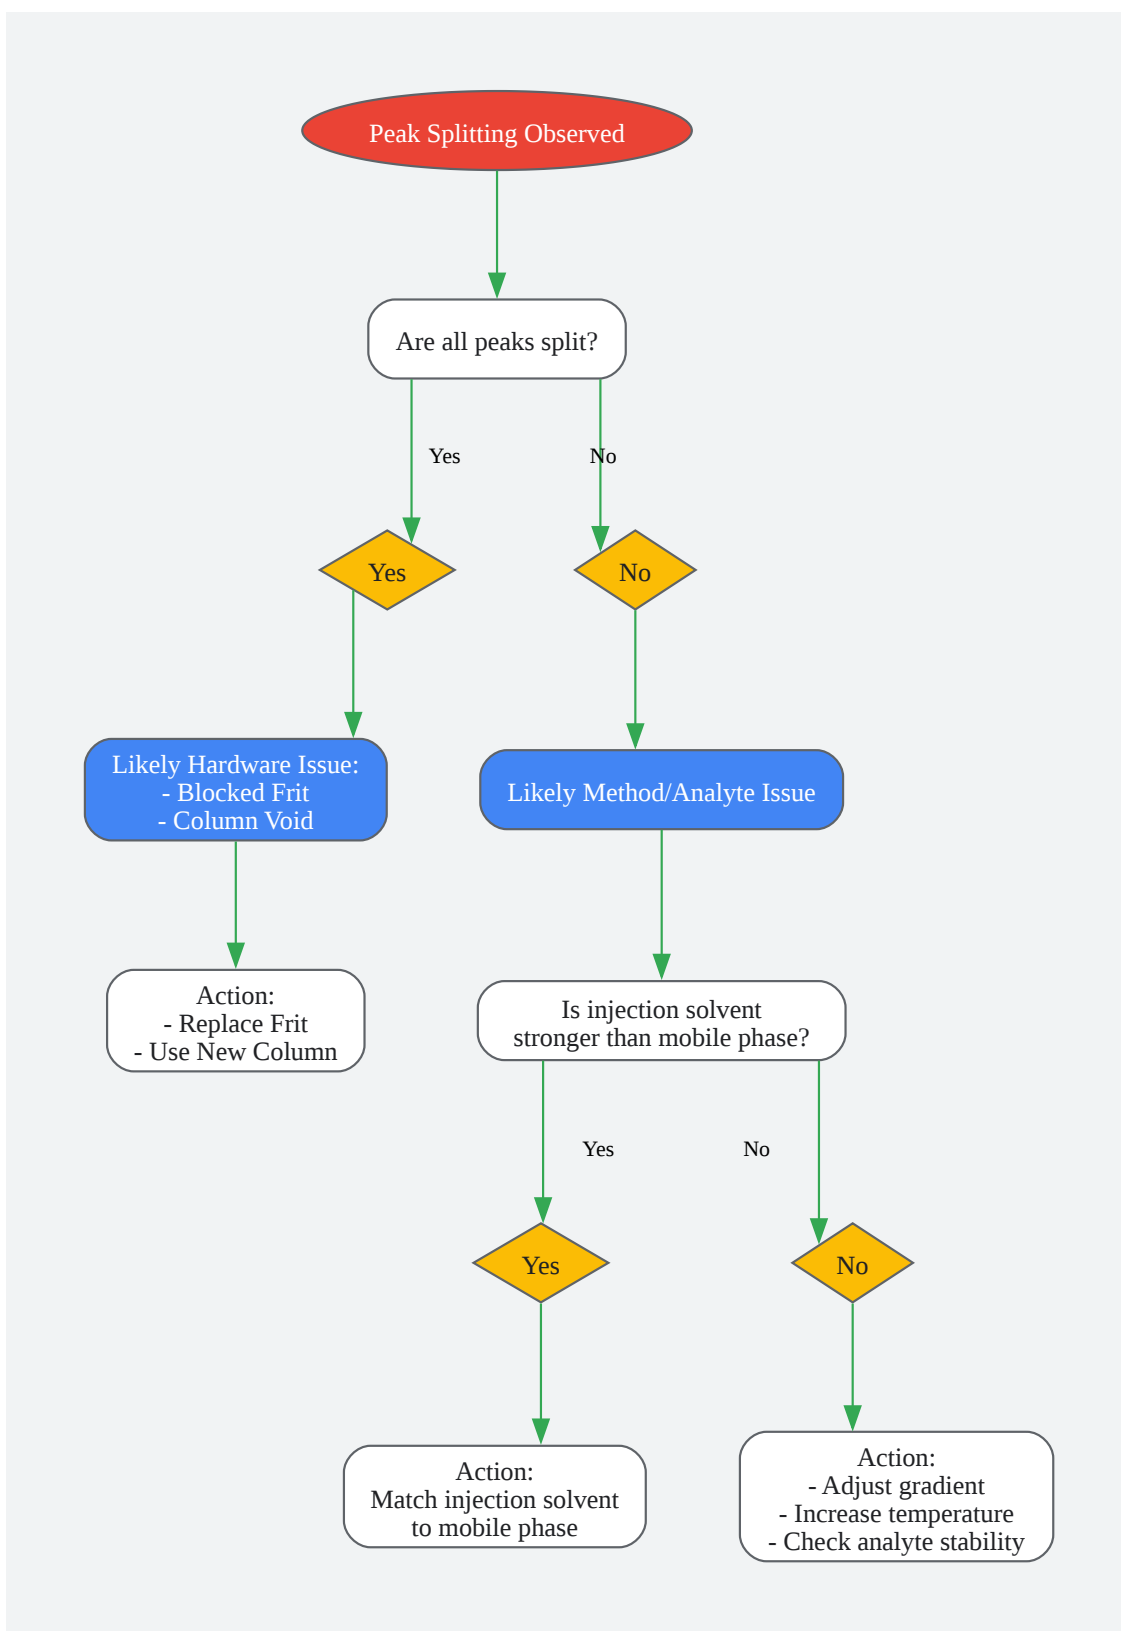 Peak Splitting Observed
Are all peaks split?
Yes
No
Yes
No
Likely Hardware Issue:
- Blocked Frit
- Column Void
Likely Method/Analyte Issue
Action:
- Replace Frit
- Use New Column
Is injection solvent
stronger than mobile phase?
Yes
No
Yes
No
Action:
Match injection solvent
to mobile phase
Action:
- Adjust gradient
- Increase temperature
- Check analyte stability